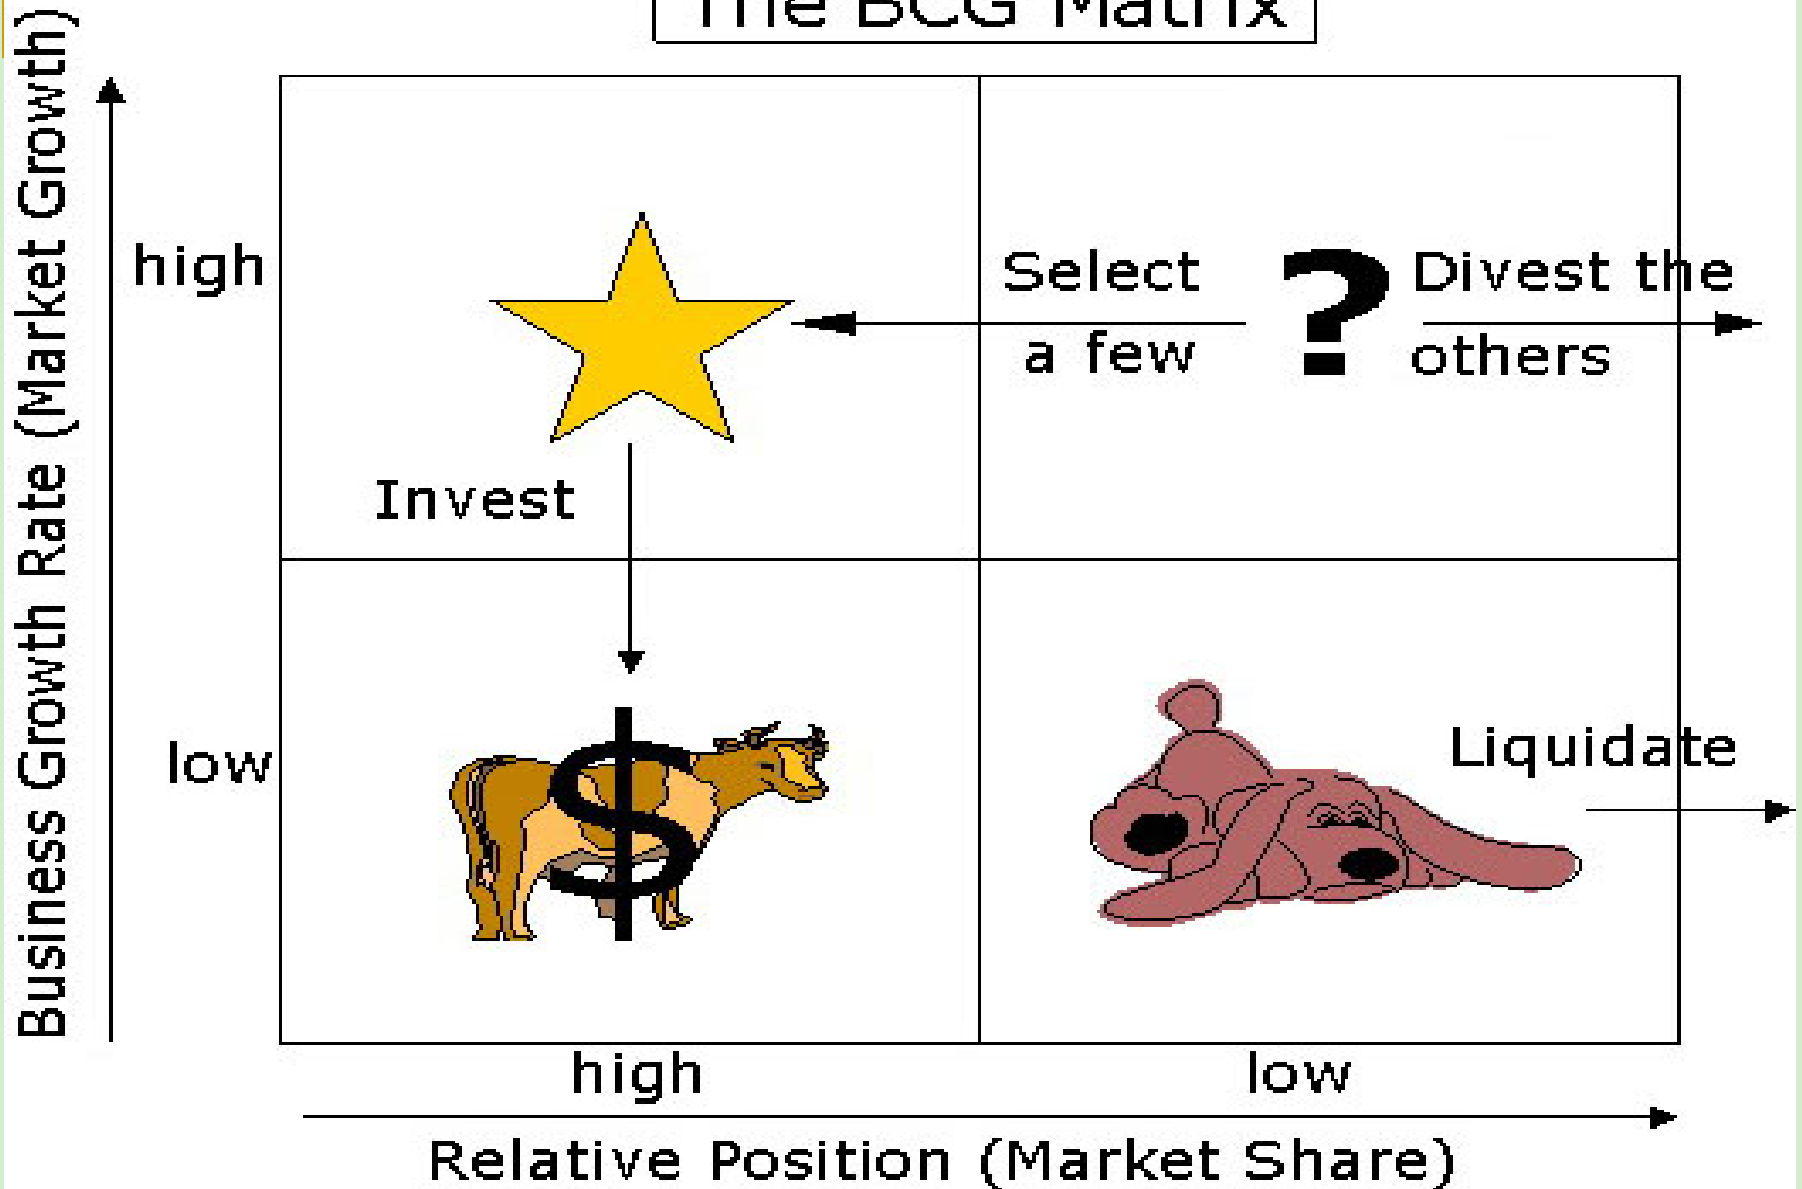 The BCG Matrix
Business Growth Rate (Market Growth)
high
Select
a few
?
Divest the
others
Invest
low
$
Liquidate
high
low
Relative Position (Market Share)